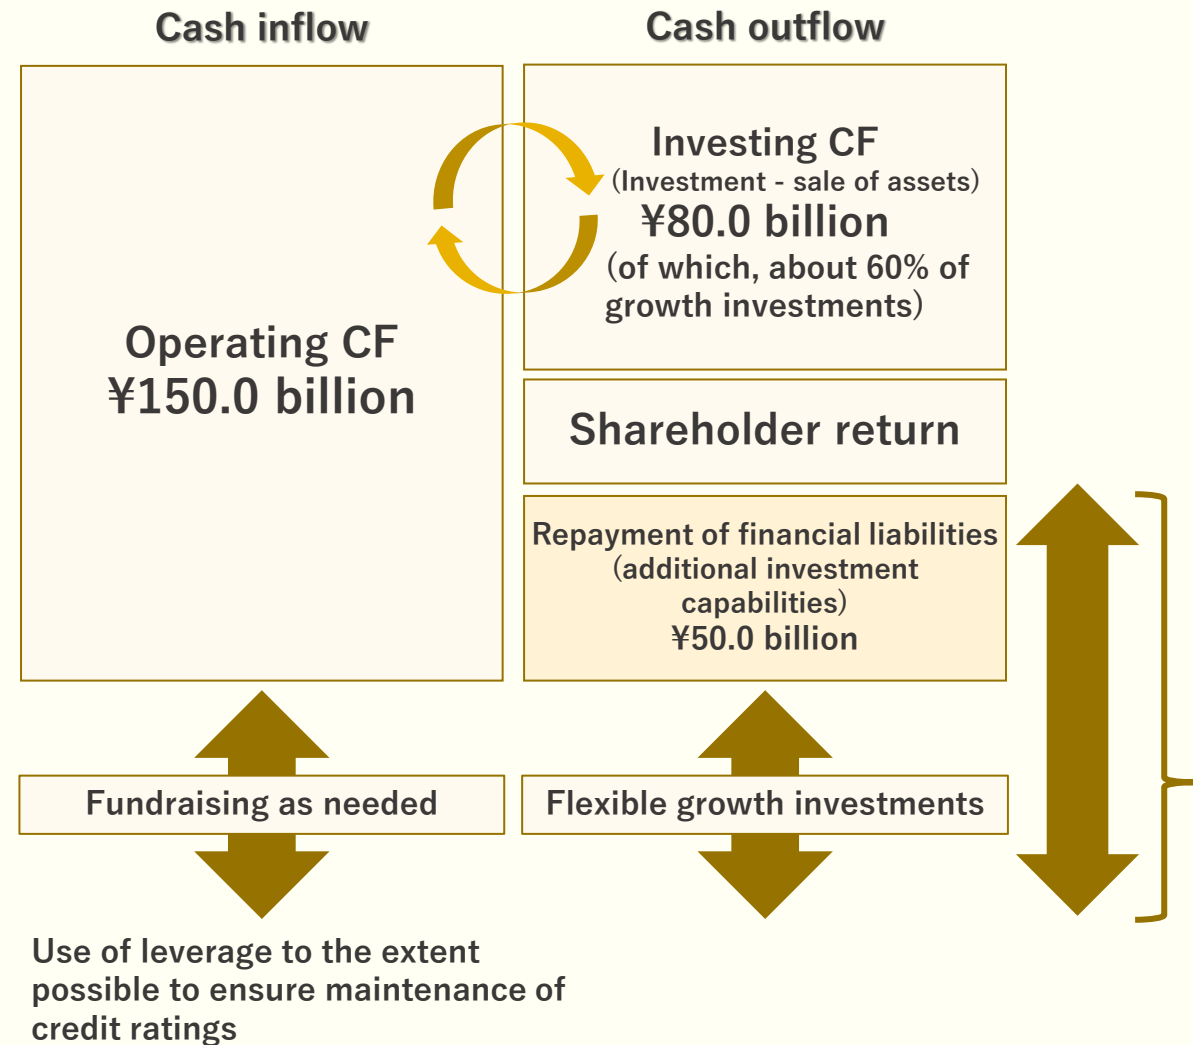 Cash inflow
Cash outflow
Operating CF
¥150.0 billion
Investing CF
(Investment - sale of assets)
¥80.0 billion
(of which, about 60% of
growth investments)
Shareholder return
Repayment of financial liabilities
(additional investment
capabilities)
¥50.0 billion
Fundraising as needed
Flexible growth investments
Use of leverage to the extent
possible to ensure maintenance of
credit ratings